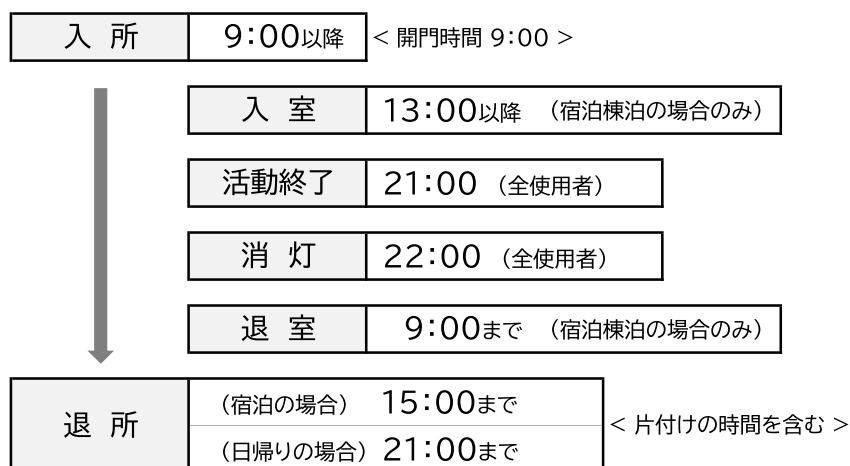 入 所 9:00以降 < 開門時間 9:00 >
入 室 13:00以降 （宿泊棟泊の場合のみ）
活動終了 21:00 （全使用者）
消 灯 22:00 （全使用者）
退 室 9:00まで （宿泊棟泊の場合のみ）
（宿泊の場合） 15:00まで
退 所 < 片付けの時間を含む >
（日帰りの場合） 21:00まで